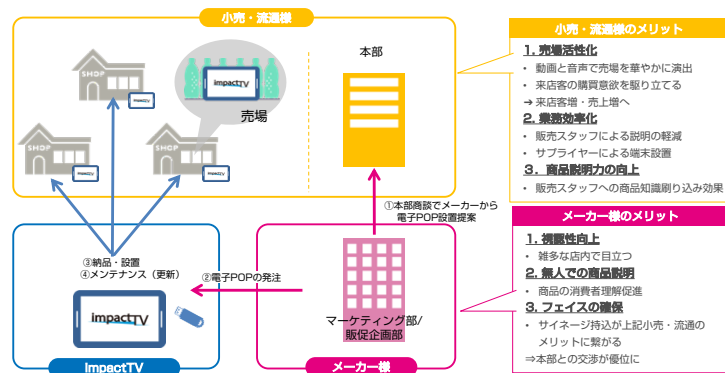 小売・流通様
本部
SHOP
impactTV
impactTV
売場
SHOP
impactTV
SHOP
impactTV
①本部商談でメーカーから
電子POP設置提案
③納品・設置
④メンテナンス（更新）
②電子POPの発注
impactTV
マーケティング部/
販促企画部
ImpactTV
メーカー様
小売・流通様のメリット
1. 売場活性化
• 動画と音声で売場を華やかに演出
• 来店客の購買意欲を駆り立てる
➔ 来店客増・売上増へ
2. 業務効率化
• 販売スタッフによる説明の軽減
• サプライヤーによる端末設置
3．商品説明力の向上
• 販売スタッフへの商品知識刷り込み効果
メーカー様のメリット
1. 視認性向上
• 雑多な店内で目立つ
2. 無人での商品説明
• 商品の消費者理解促進
3. フェイスの確保
• サイネージ持込が上記小売・流通の
メリットに繋がる
⇒本部との交渉が優位に